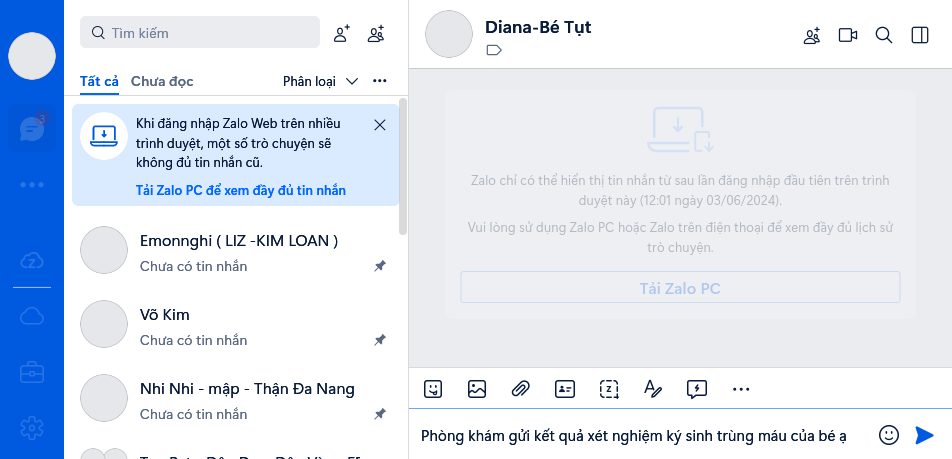 Tìm kiếm
Tất cả
Chưa đọc
Phân loại
3
Khi đăng nhập Zalo Web trên nhiều
trình duyệt, một số trò chuyện sẽ
không đủ tin nhắn cũ.
Tải Zalo PC để xem đầy đủ tin nhắn
Emonnghi ( LIZ -KIM LOAN )
Chưa có tin nhắn
Võ Kim
Chưa có tin nhắn
Nhi Nhi - mập - Thận Đa Nang
Chưa có tin nhắn
Diana-Bé Tụt
Zalo chỉ có thể hiển thị tin nhắn từ sau lần đăng nhập đầu tiên trên trình
duyệt này (12:01 ngày 03/06/2024).
Vui lòng sử dụng Zalo PC hoặc Zalo trên điện thoại để xem đầy đủ lịch sử
trò chuyện.
Tải Zalo PC
Phòng khám gửi kết quả xét nghiệm ký sinh trùng máu của bé ạ